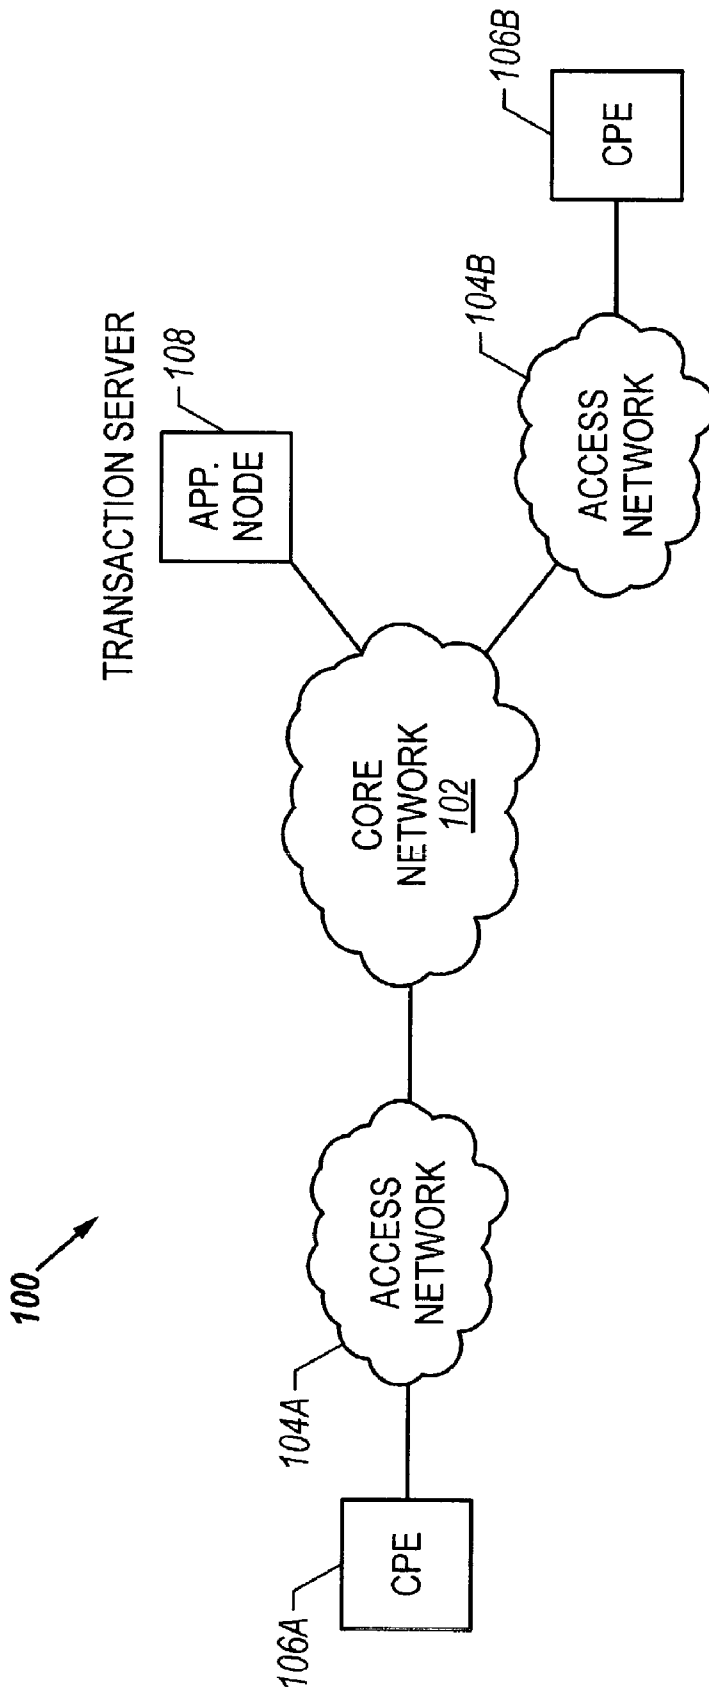 100
TRANSACTION SERVER
106A
CPE
104A
ACCESS
NETWORK
CORE
NETWORK
102
APP.
NODE
108
104B
ACCESS
NETWORK
106B
CPE